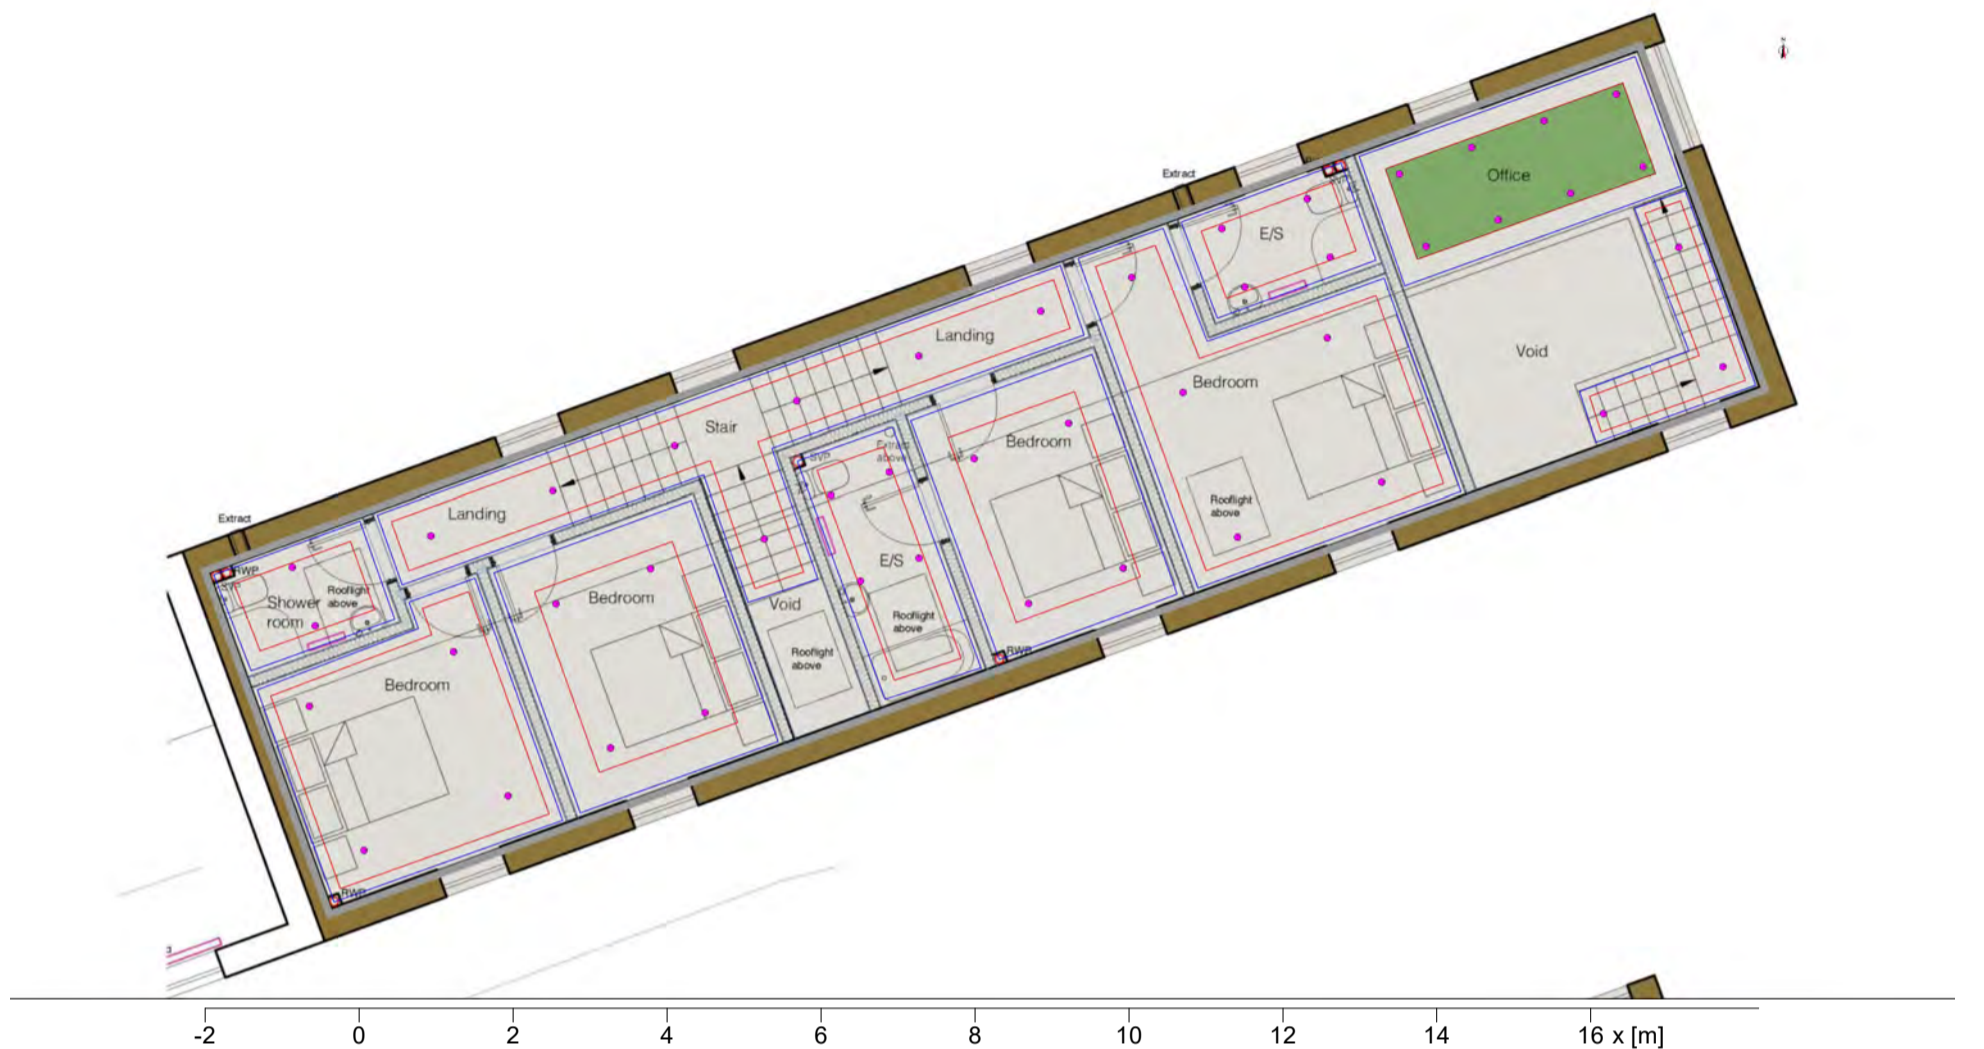 Office
Extract
E/S
Landing
Void
Bedroom
Stair
Bedroom
Extract above
SVP
Landing
Rooflight above
Extract
E/S
RWP
Rooflight above
Shower room
Bedroom
Void
Rooflight above
Rooflight above
RWP
Bedroom
RWP
-2 0 2 4 6 8 10 12 14 16 x [m]